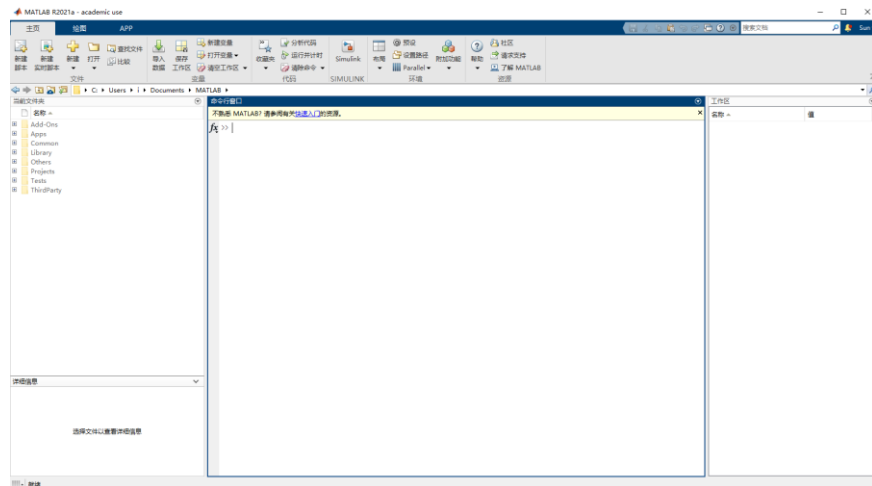 MATLAB R2021a - academic use
主页 绘图 APP
搜索文档
Sun
新建 脚本
新建 实时脚本
新建
打开
查找文件
比较
文件
导入 数据
保存 工作区
新建变量
打开变量
清空工作区
变量
收藏夹
分析代码
运行并计时
清除命令
代码
Simulink
SIMULINK
布局
预设
设置路径
Parallel
附加功能
环境
帮助
社区
请求支持
了解 MATLAB
资源
C: Users i Documents MATLAB
当前文件夹
名称
Add-Ons
Apps
Common
Library
Others
Projects
Tests
ThirdParty
详细信息
选择文件以查看详细信息
命令行窗口
不熟悉 MATLAB? 请参阅有关快速入门的资源。
fx >>
工作区
名称 值
就绪